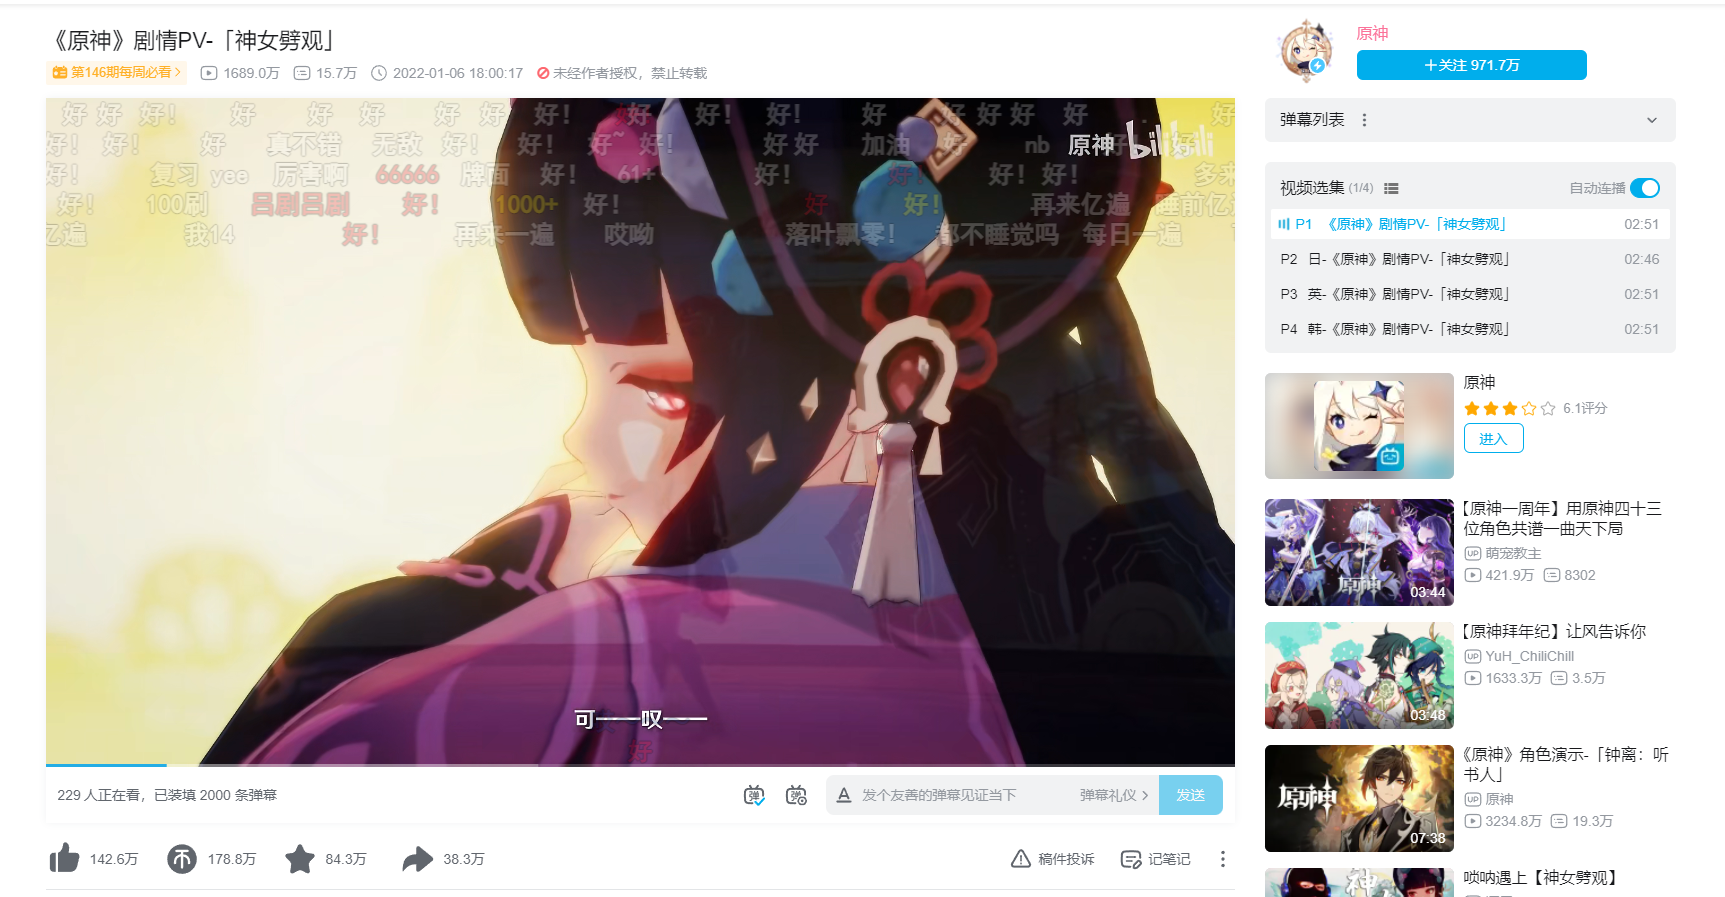 《原神》剧情PV-「神女劈观」
第146期每周必看
1689.0万
15.7万
2022-01-06 18:00:17
未经作者授权，禁止转载
好 好 好！ 好 好 好 好 好 好！ 好 好！ 好！ 好 好 好 好 好 好
好！ 好！ 好 真不错 无敌 好！ 好！ 好~ 好！ 好 好 加油 nb 好！
原神 bilibili
好！ 复习 yee 厉害啊 66666 牌面 好！ 61+ 好！ 好！ 好！ 好！ 多来
好！ 100刷 吕剧吕剧 好！ 1000+ 好！ 好 好！ 再来亿遍 睡前亿
亿遍 我14 好！ 再来一遍 哎呦 落叶飘零！ 都不睡觉吗 每日一遍
可——叹——
好
229 人正在看，已装填 2000 条弹幕
弹
弹
A 发个友善的弹幕见证当下
弹幕礼仪
发送
142.6万
178.8万
84.3万
38.3万
稿件投诉
记笔记
原神
＋关注 971.7万
弹幕列表
视频选集 (1/4)
自动连播
P1 《原神》剧情PV-「神女劈观」 02:51
P2 日-《原神》剧情PV-「神女劈观」 02:46
P3 英-《原神》剧情PV-「神女劈观」 02:51
P4 韩-《原神》剧情PV-「神女劈观」 02:51
原神
6.1评分
进入
【原神一周年】用原神四十三
位角色共谱一曲天下局
UP 萌宠教主
421.9万 8302
原神
03:44
【原神拜年纪】让风告诉你
UP YuH_ChiliChill
1633.3万 3.5万
03:48
《原神》角色演示-「钟离：听
书人」
UP 原神
3234.8万 19.3万
原神
07:38
唢呐遇上【神女劈观】
神